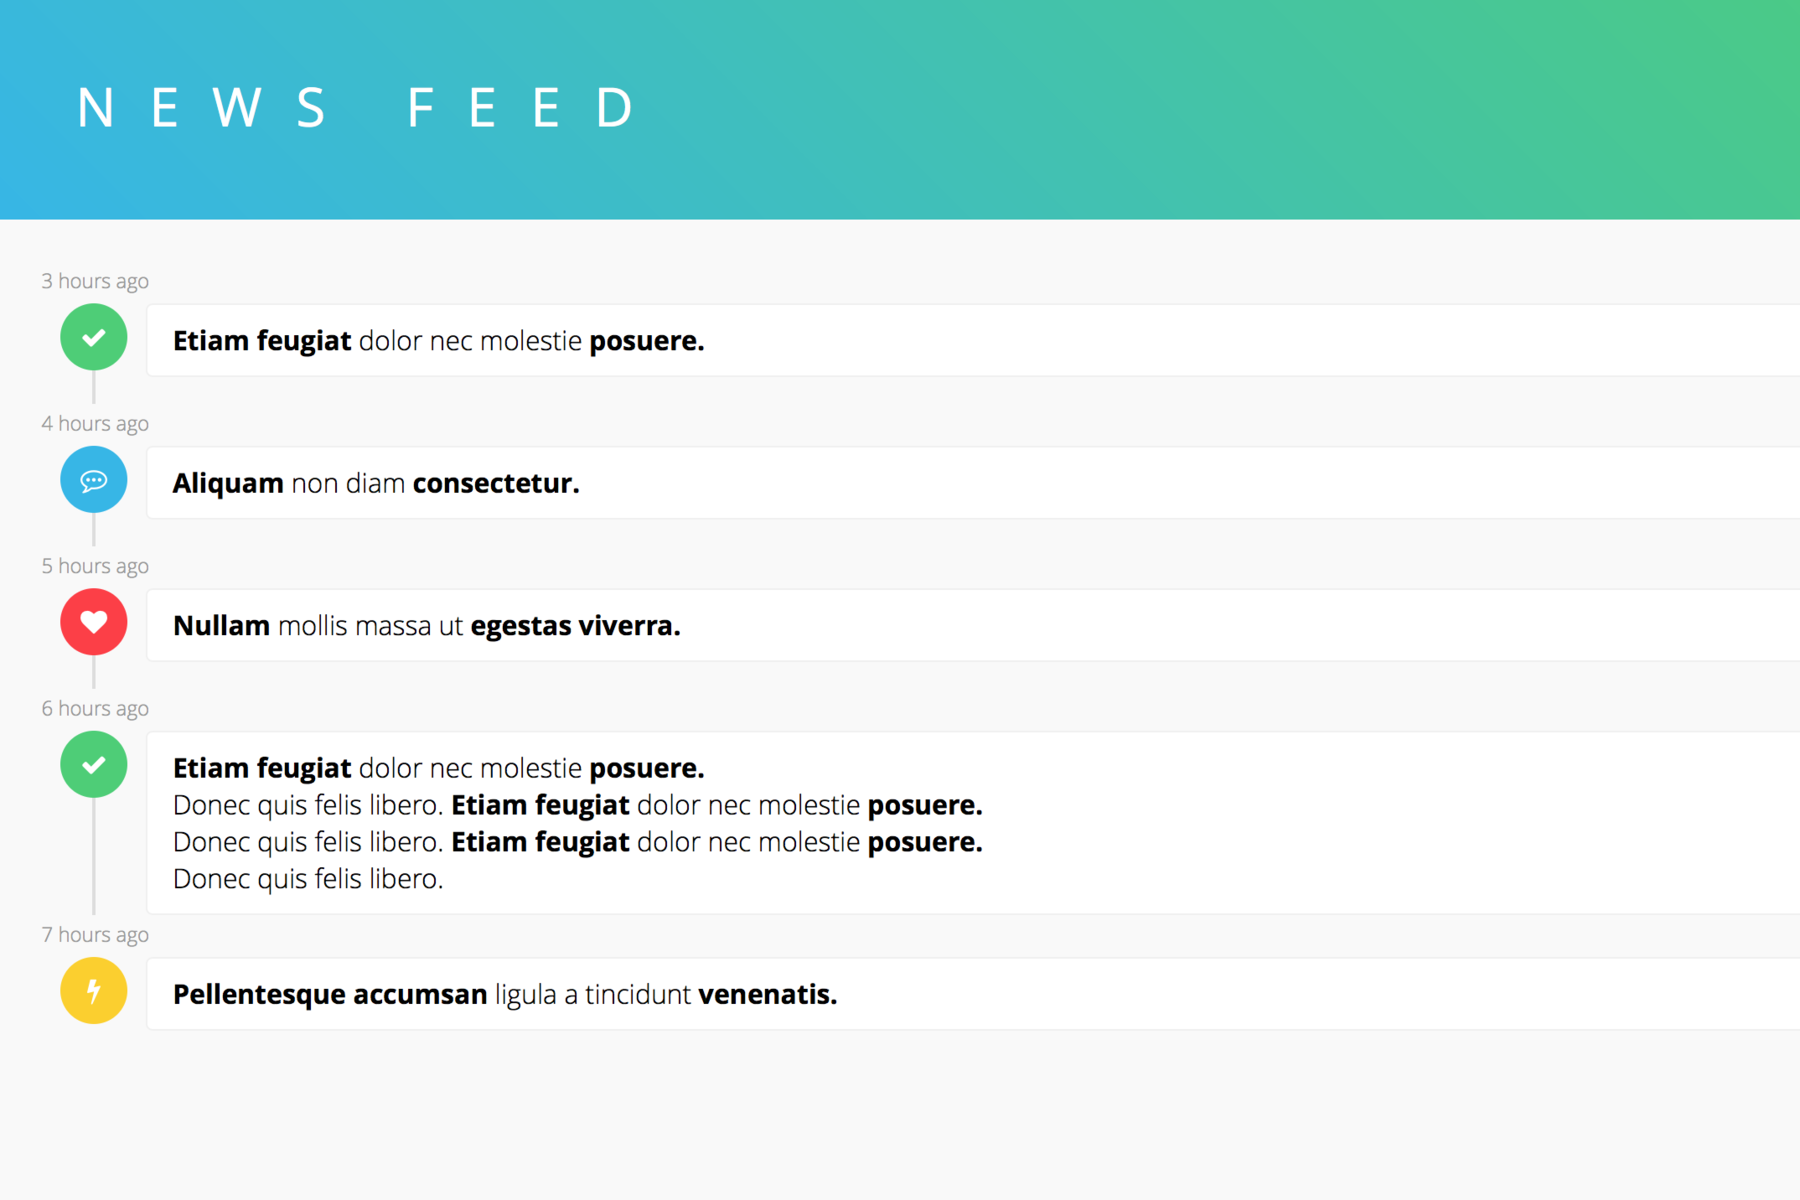 NEWS FEED
3 hours ago
Etiam feugiat dolor nec molestie posuere.
4 hours ago
Aliquam non diam consectetur.
5 hours ago
Nullam mollis massa ut egestas viverra.
6 hours ago
Etiam feugiat dolor nec molestie posuere.
Donec quis felis libero. Etiam feugiat dolor nec molestie posuere.
Donec quis felis libero. Etiam feugiat dolor nec molestie posuere.
Donec quis felis libero.
7 hours ago
Pellentesque accumsan ligula a tincidunt venenatis.